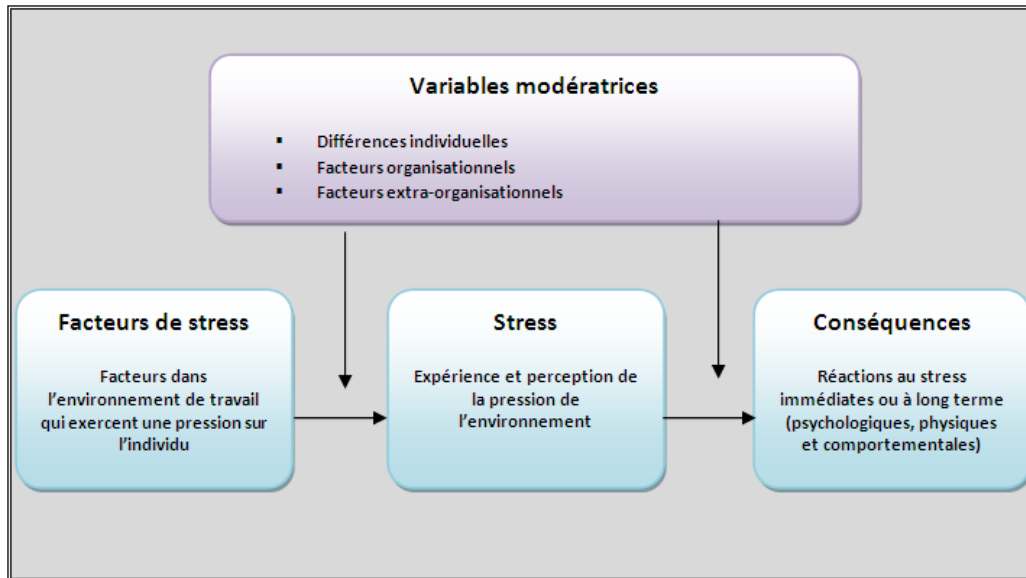 Variables modératrices
▪ Différences individuelles
▪ Facteurs organisationnels
▪ Facteurs extra-organisationnels
Facteurs de stress
Facteurs dans
l'environnement de travail
qui exercent une pression sur
l'individu
Stress
Expérience et perception de
la pression de
l'environnement
Conséquences
Réactions au stress
immédiates ou à long terme
(psychologiques, physiques
et comportementales)